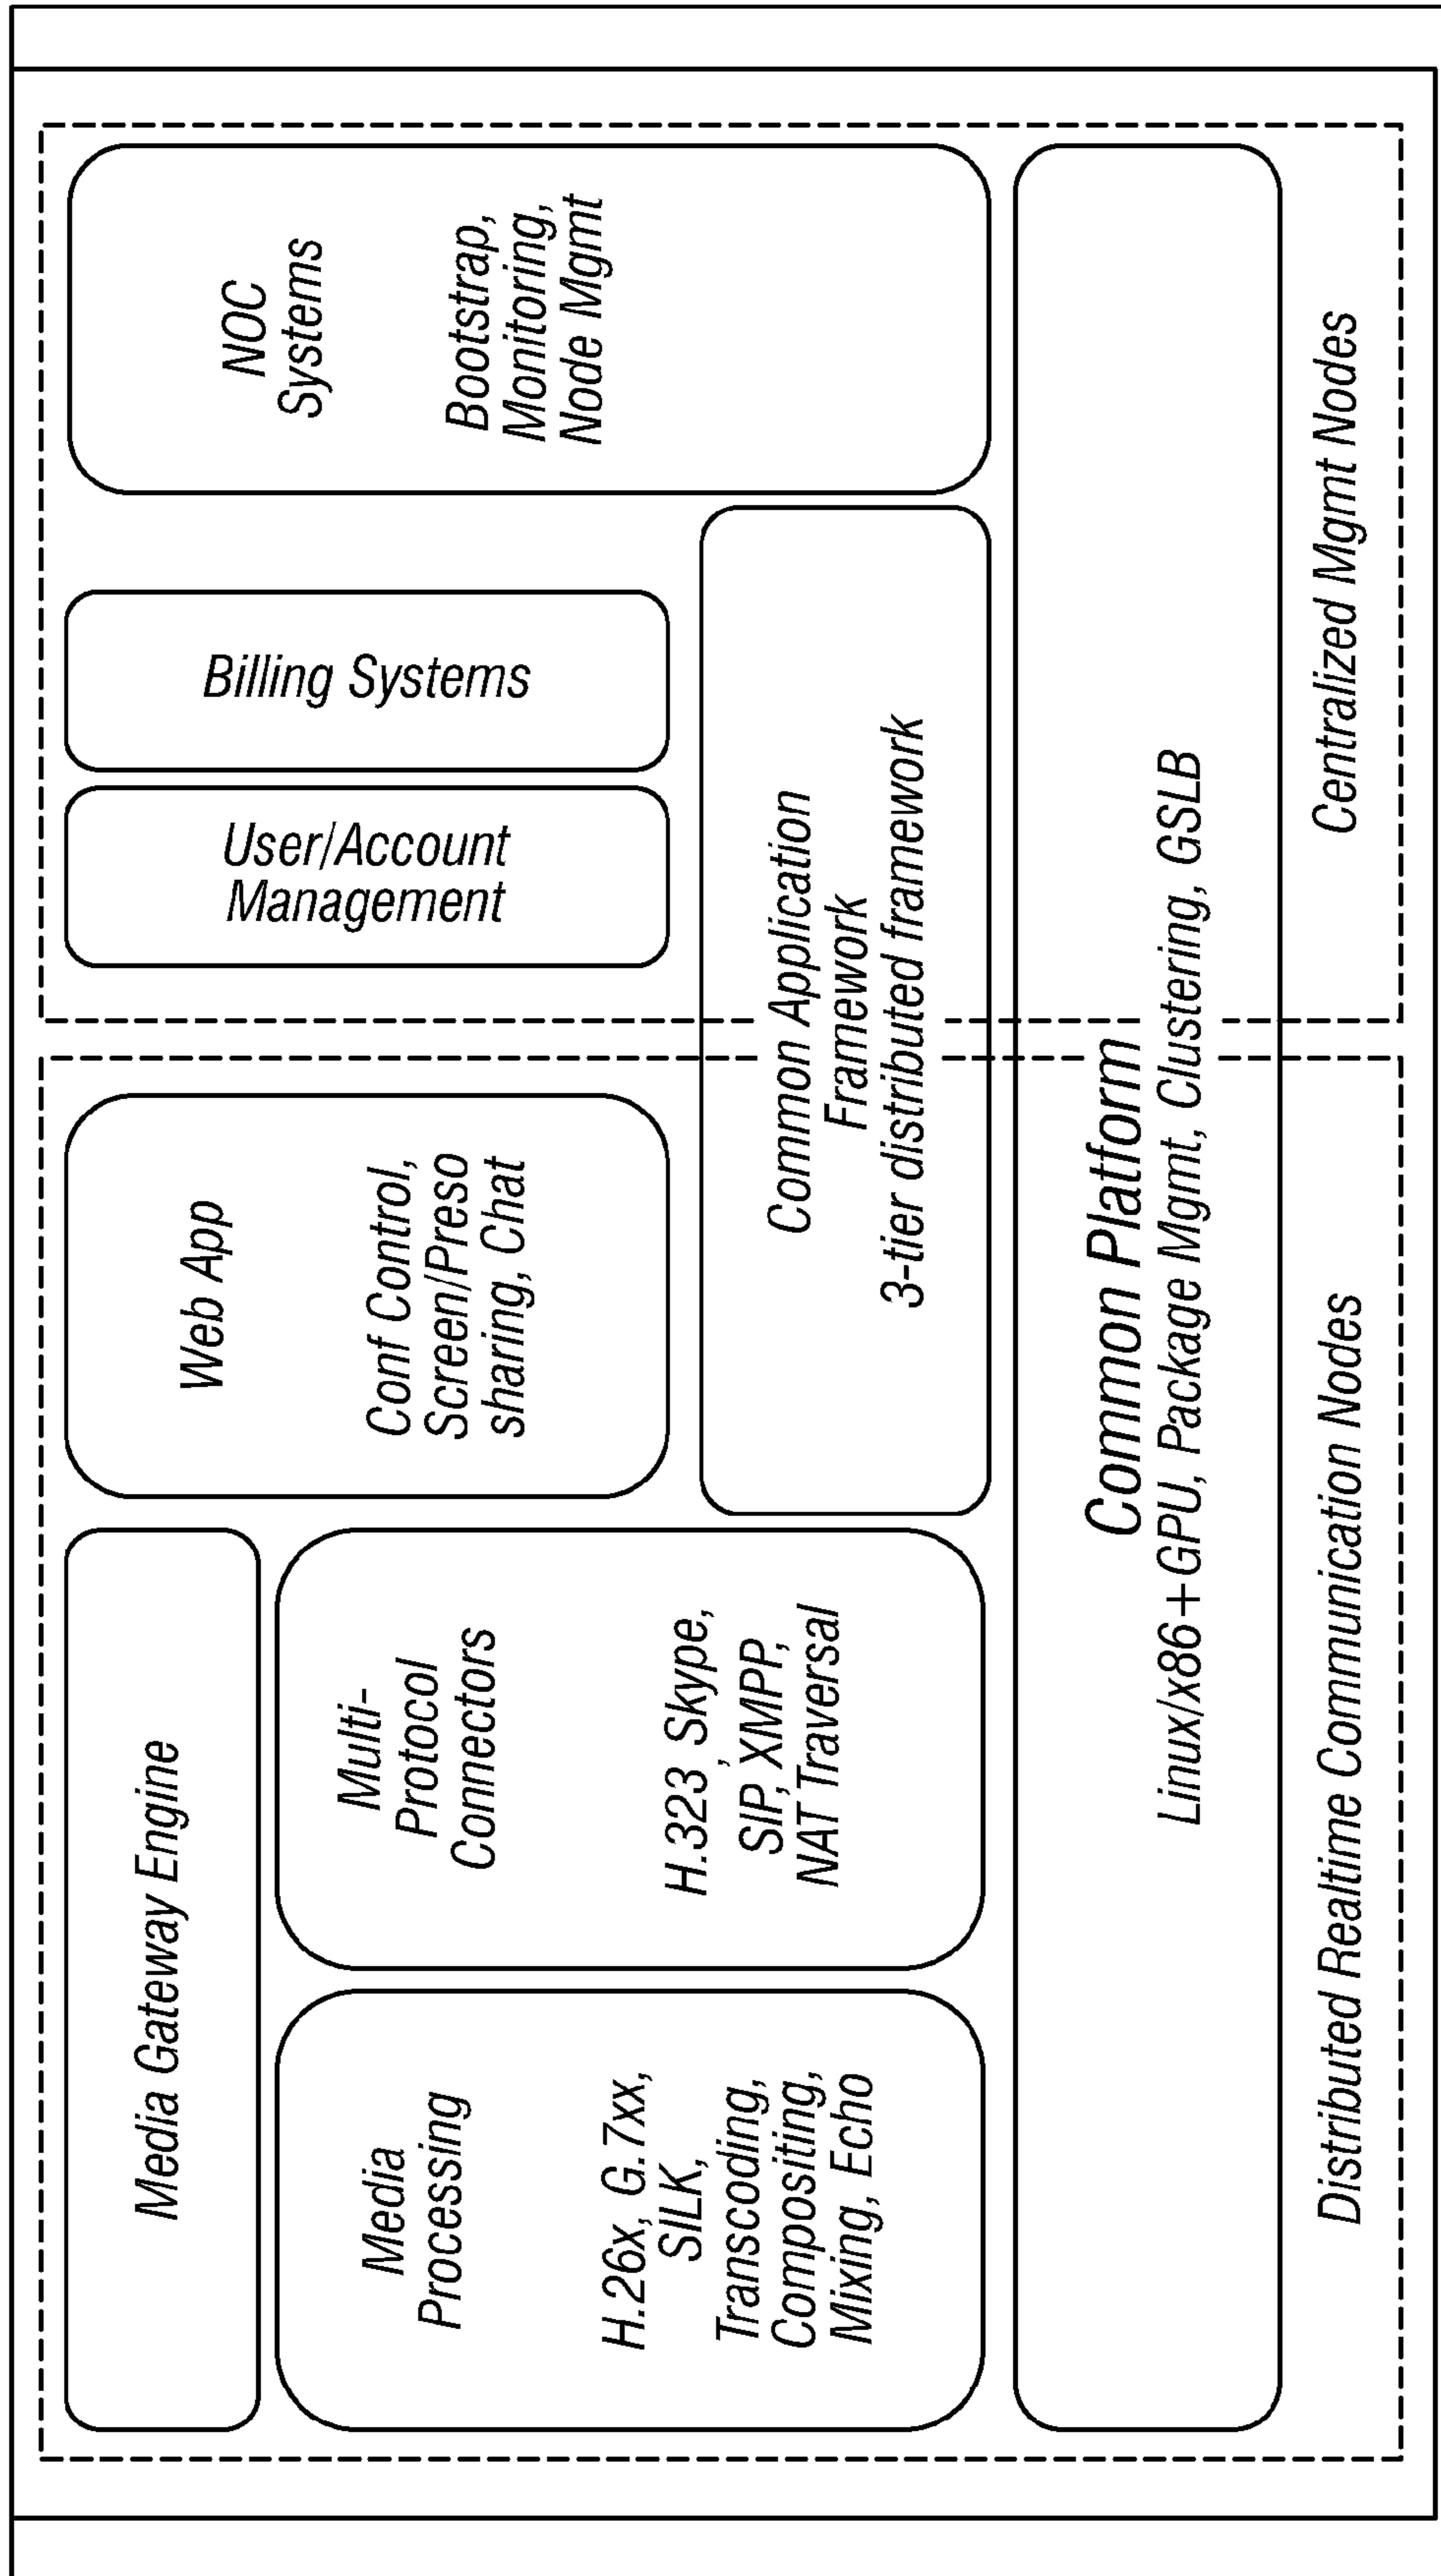 Media Gateway Engine
Media
Processing
H.26x, G.7xx,
SILK,
Transcoding,
Compositing,
Mixing, Echo
Multi-
Protocol
Connectors
H.323, Skype,
SIP, XMPP,
NAT Traversal
Web App
Conf Control,
Screen/Preso
sharing, Chat
User/Account
Management
Billing Systems
NOC
Systems
Bootstrap,
Monitoring,
Node Mgmt
Common Application
Framework
3-tier distributed framework
Common Platform
Linux/x86+GPU, Package Mgmt, Clustering, GSLB
Distributed Realtime Communication Nodes
Centralized Mgmt Nodes